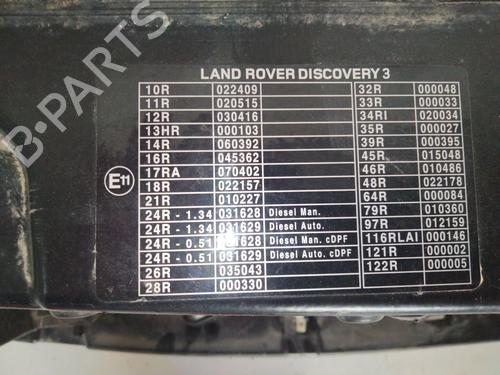 LAND ROVER DISCOVERY 3
10R 022409
11R 020515
12R 030416
13HR 000103
14R 060392
16R 045362
17RA 070402
18R 022157
21R 010227
24R - 1.34 031628 Diesel Man.
24R - 1.34 031629 Diesel Auto.
24R - 0.51 031628 Diesel Man. cDPF
24R - 0.51 031629 Diesel Auto. cDPF
26R 035043
28R 000330
32R 000048
33R 000033
34RI 020034
35R 000027
39R 000395
45R 015048
46R 010486
48R 022178
64R 000084
79R 010360
97R 012159
116RLAI 000146
121R 000002
122R 000005
E11
B-PARTS